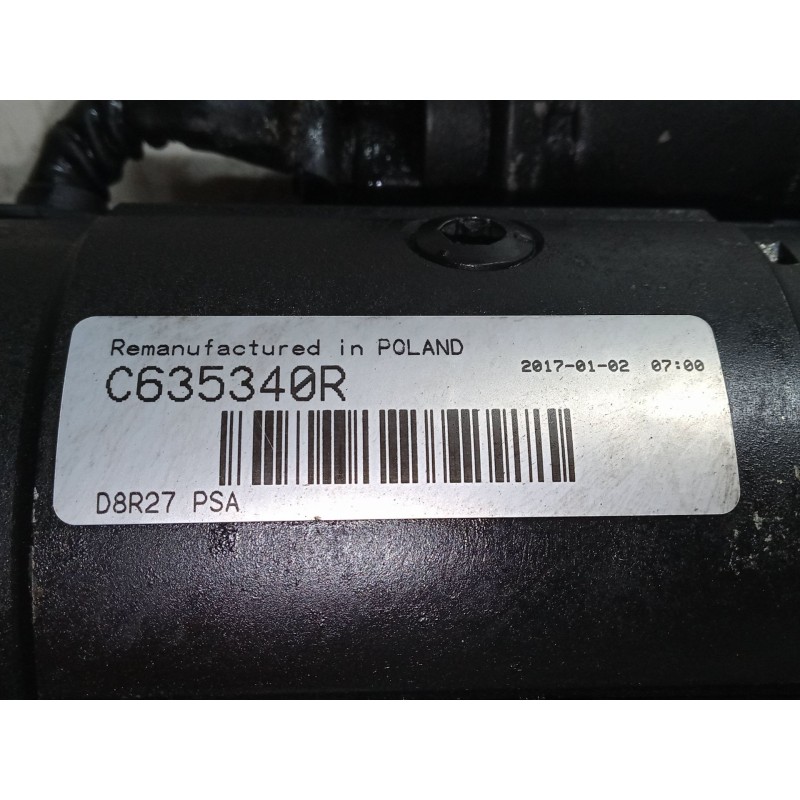 Remanufactured in POLAND
2017-01-02 07:00
C635340R
D8R27 PSA